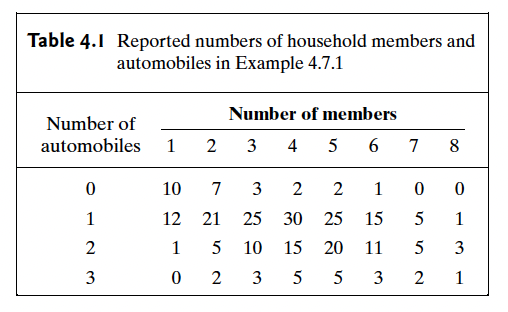 Table 4.1 Reported numbers of household members and
automobiles in Example 4.7.1
Number of members
Number of
automobiles 1 2 3 4 5 6 7 8
0 10 7 3 2 2 1 0 0
1 12 21 25 30 25 15 5 1
2 1 5 10 15 20 11 5 3
3 0 2 3 5 5 3 2 1